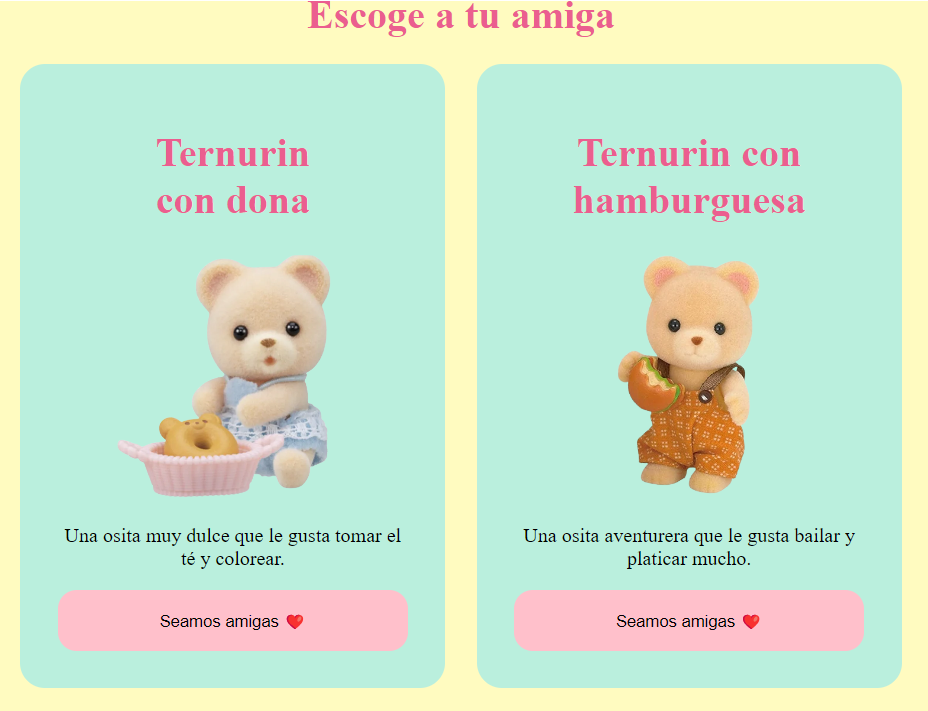 Escoge a tu amiga
Ternurin
con dona
Una osita muy dulce que le gusta tomar el
té y colorear.
Seamos amigas ❤️
Ternurin con
hamburguesa
Una osita aventurera que le gusta bailar y
platicar mucho.
Seamos amigas ❤️